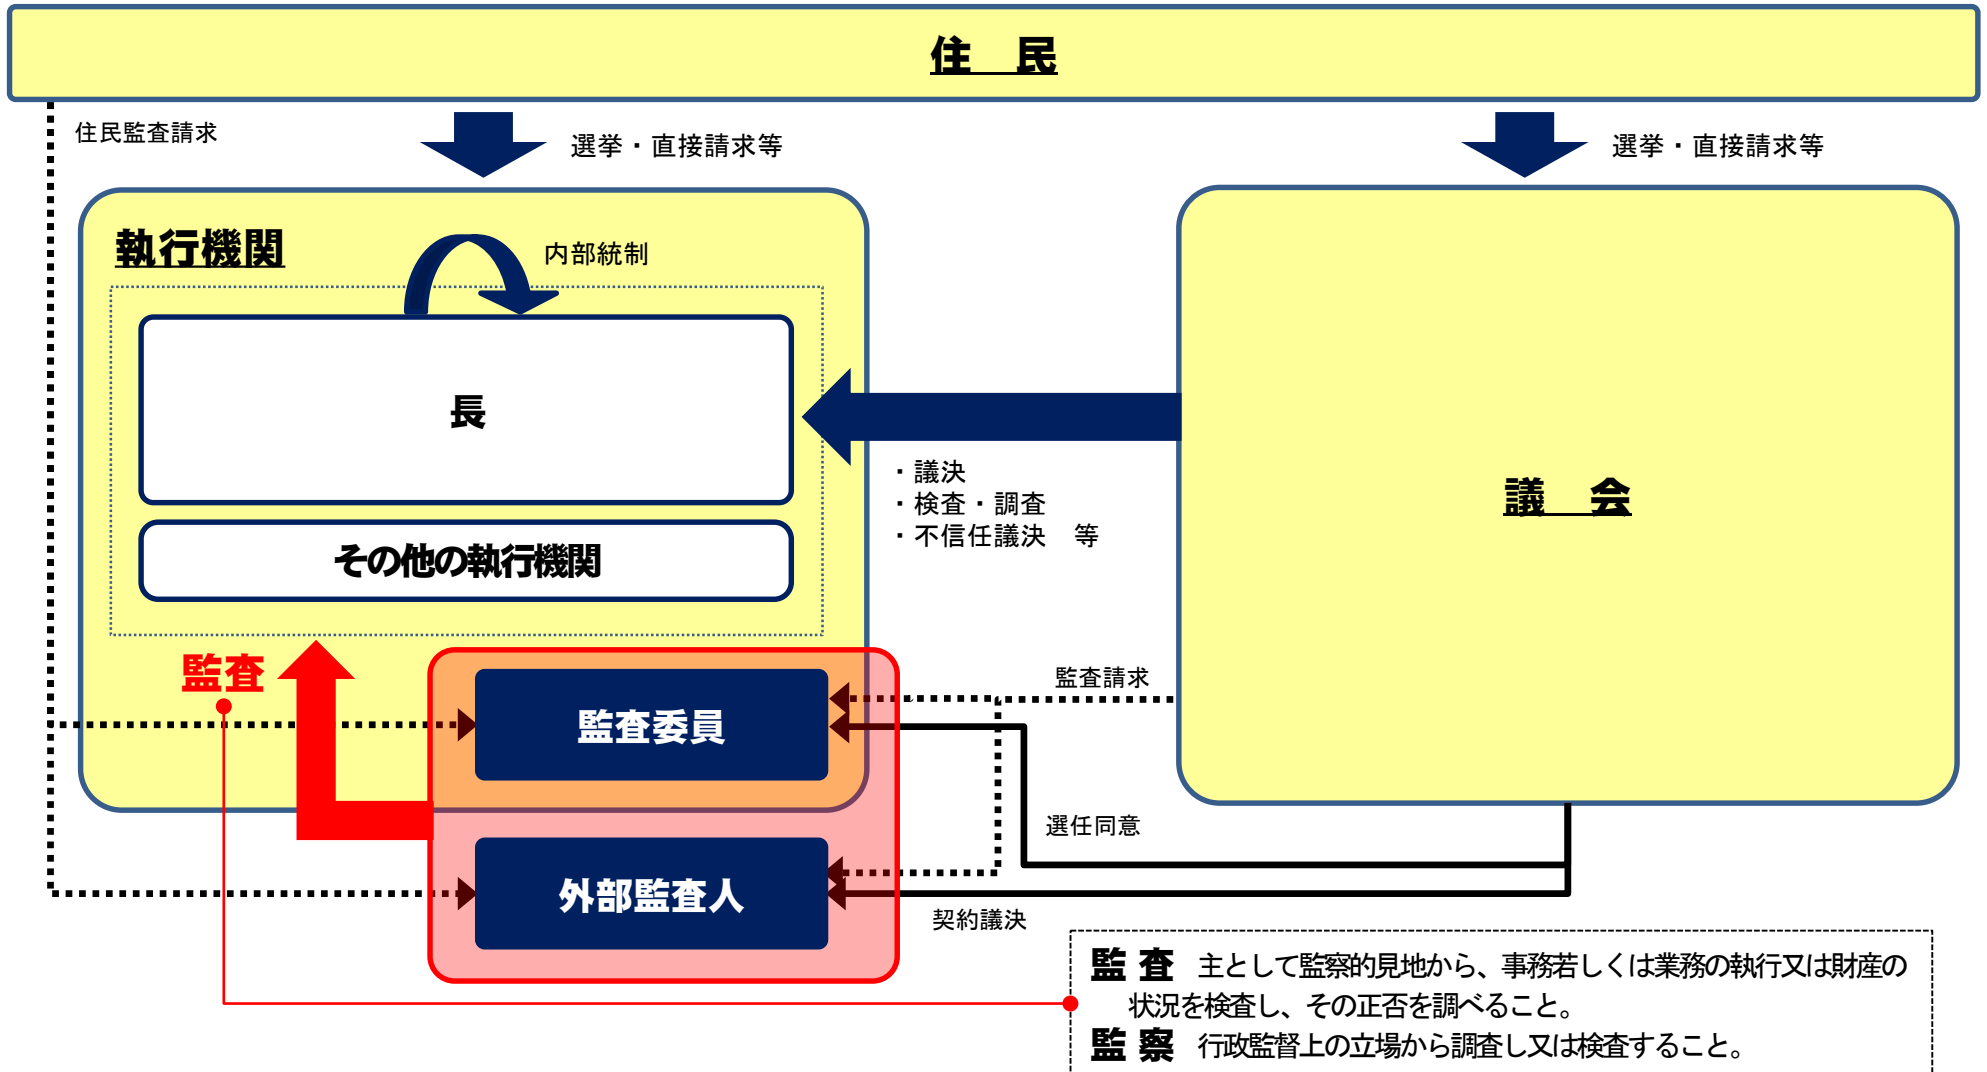 住　民
住民監査請求
選挙・直接請求等
選挙・直接請求等
執行機関
内部統制
長
その他の執行機関
・議決
・検査・調査
・不信任議決　等
議　会
監査
監査請求
監査委員
選任同意
外部監査人
契約議決
監 査　主として監察的見地から、事務若しくは業務の執行又は財産の
状況を検査し、その正否を調べること。
監 察　行政監督上の立場から調査し又は検査すること。